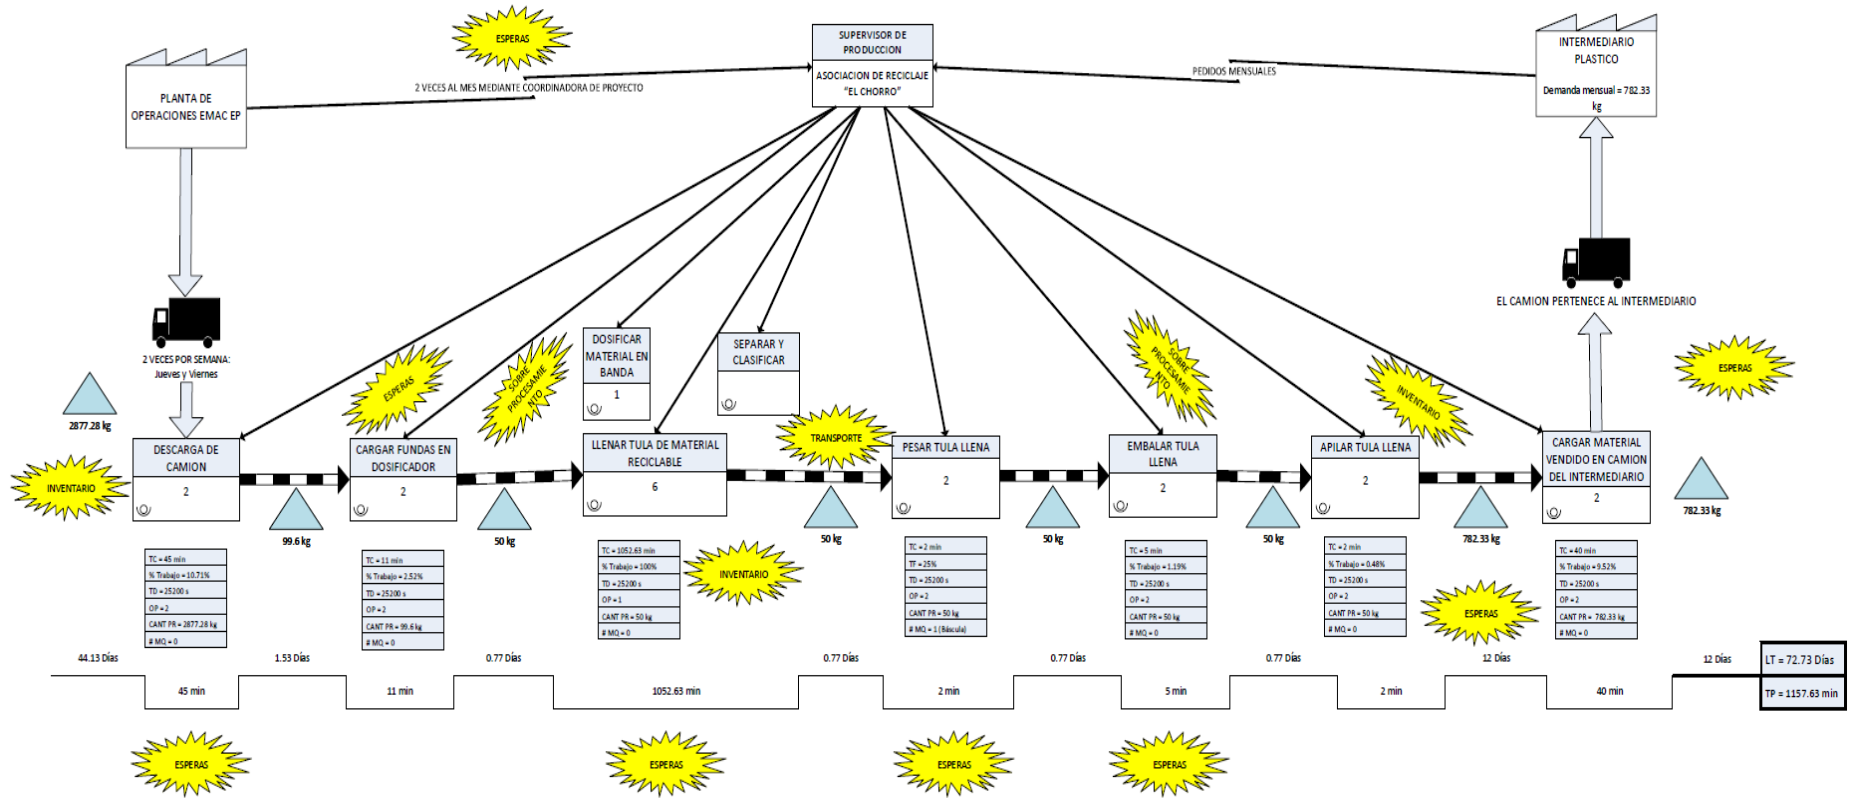 ESPERAS
SUPERVISOR DE
PRODUCCION
ASOCIACION DE RECICLAJE
"EL CHORRO"
INTERMEDIARIO
PLASTICO
Demanda mensual = 782.33
kg
PLANTA DE
OPERACIONES EMAC EP
2 VECES AL MES MEDIANTE COORDINADORA DE PROYECTO
PEDIDOS MENSUALES
EL CAMION PERTENECE AL INTERMEDIARIO
2 VECES POR SEMANA:
Jueves y Viernes
2877.28 kg
INVENTARIO
ESPERAS
SOBRE
PROCESAMIE
NTO
DOSIFICAR
MATERIAL EN
BANDA
1
SEPARAR Y
CLASIFICAR
TRANSPORTE
SOBRE
PROCESAMIE
NTO
INVENTARIO
ESPERAS
DESCARGA DE
CAMION
2
CARGAR FUNDAS EN
DOSIFICADOR
2
LLENAR TULA DE MATERIAL
RECICLABLE
6
PESAR TULA LLENA
2
EMBALAR TULA
LLENA
2
APILAR TULA LLENA
2
CARGAR MATERIAL
VENDIDO EN CAMION
DEL INTERMEDIARIO
2
99.6 kg
50 kg
50 kg
50 kg
50 kg
782.33 kg
782.33 kg
TC = 45 min
% Trabajo = 10.71%
TD = 25200 s
OP = 2
CANT PR = 2877.28 kg
# MQ = 0
TC = 11 min
% Trabajo = 2.52%
TD = 25200 s
OP = 2
CANT PR = 99.6 kg
# MQ = 0
TC = 1052.63 min
% Trabajo = 100%
TD = 25200 s
OP = 1
CANT PR = 50 kg
# MQ = 0
INVENTARIO
TC = 2 min
TF = 25%
TD = 25200 s
OP = 2
CANT PR = 50 kg
# MQ = 1 (Báscula)
TC = 5 min
% Trabajo = 1.19%
TD = 25200 s
OP = 2
CANT PR = 50 kg
# MQ = 0
TC = 2 min
% Trabajo = 0.48%
TD = 25200 s
OP = 2
CANT PR = 50 kg
# MQ = 0
ESPERAS
TC = 40 min
% Trabajo = 9.52%
TD = 25200 s
OP = 2
CANT PR = 782.33 kg
# MQ = 0
44.13 Días
1.53 Días
0.77 Días
0.77 Días
0.77 Días
0.77 Días
12 Días
12 Días
LT = 72.73 Días
45 min
11 min
1052.63 min
2 min
5 min
2 min
40 min
TP = 1157.63 min
ESPERAS
ESPERAS
ESPERAS
ESPERAS